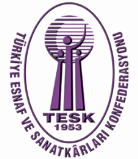 TÜRKİYE ESNAF VE SANATKÂRLARI KONFEDERASYONU
TESK
1953